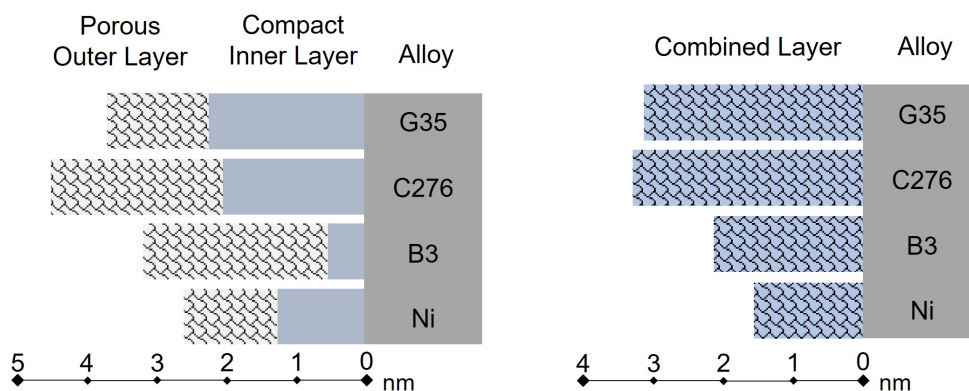 Porous
Outer Layer
Compact
Inner Layer
Alloy
G35
C276
B3
Ni
5 4 3 2 1 0
nm
Combined Layer
Alloy
G35
C276
B3
Ni
4 3 2 1 0
nm